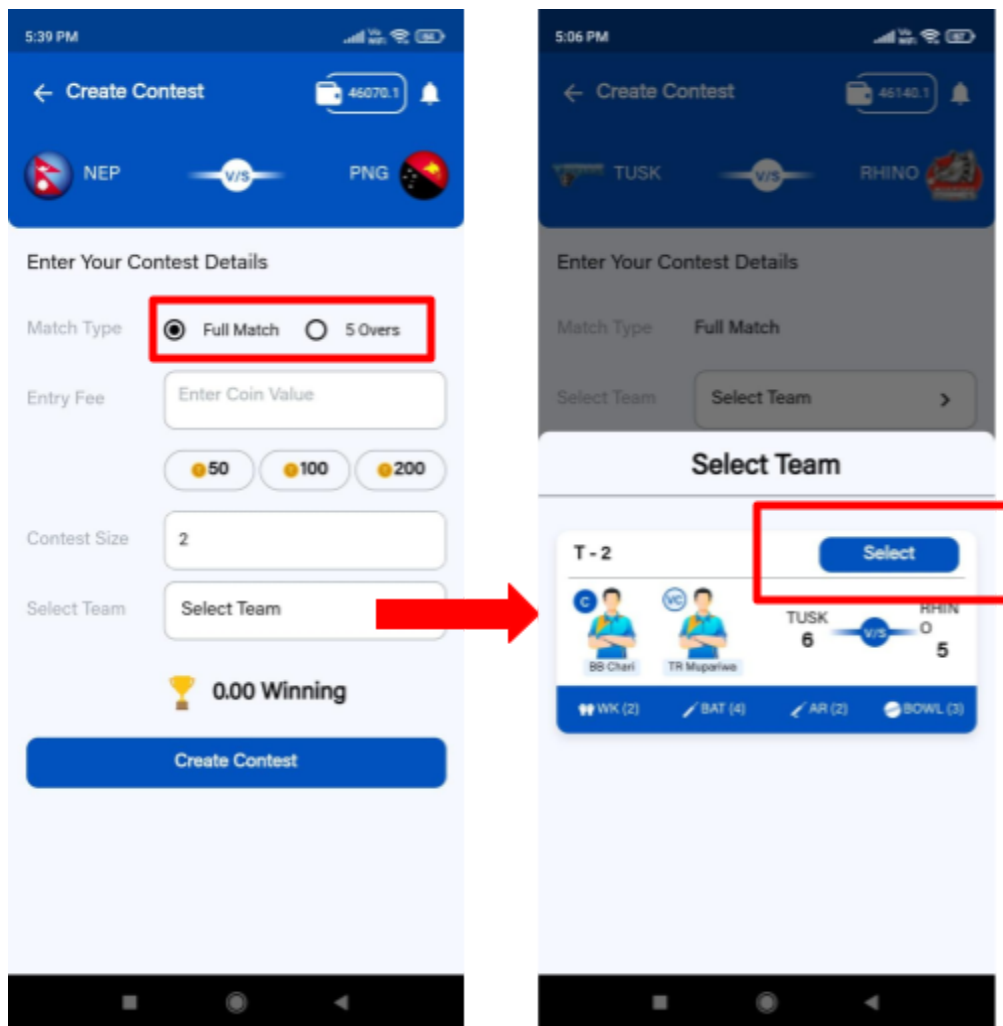 5:39 PM
Create Contest
46070.1
NEP
V/S
PNG
Enter Your Contest Details
Match Type
Full Match
5 Overs
Entry Fee
Enter Coin Value
50
100
200
Contest Size
2
Select Team
Select Team
0.00 Winning
Create Contest
5:06 PM
Create Contest
46140.1
TUSK
V/S
RHINO
Enter Your Contest Details
Match Type
Full Match
Select Team
Select Team
Select Team
T - 2
Select
C
VC
BB Chari
TR Mupariwa
TUSK
6
V/S
RHIN
O
5
WK (2)
BAT (4)
AR (2)
BOWL (3)